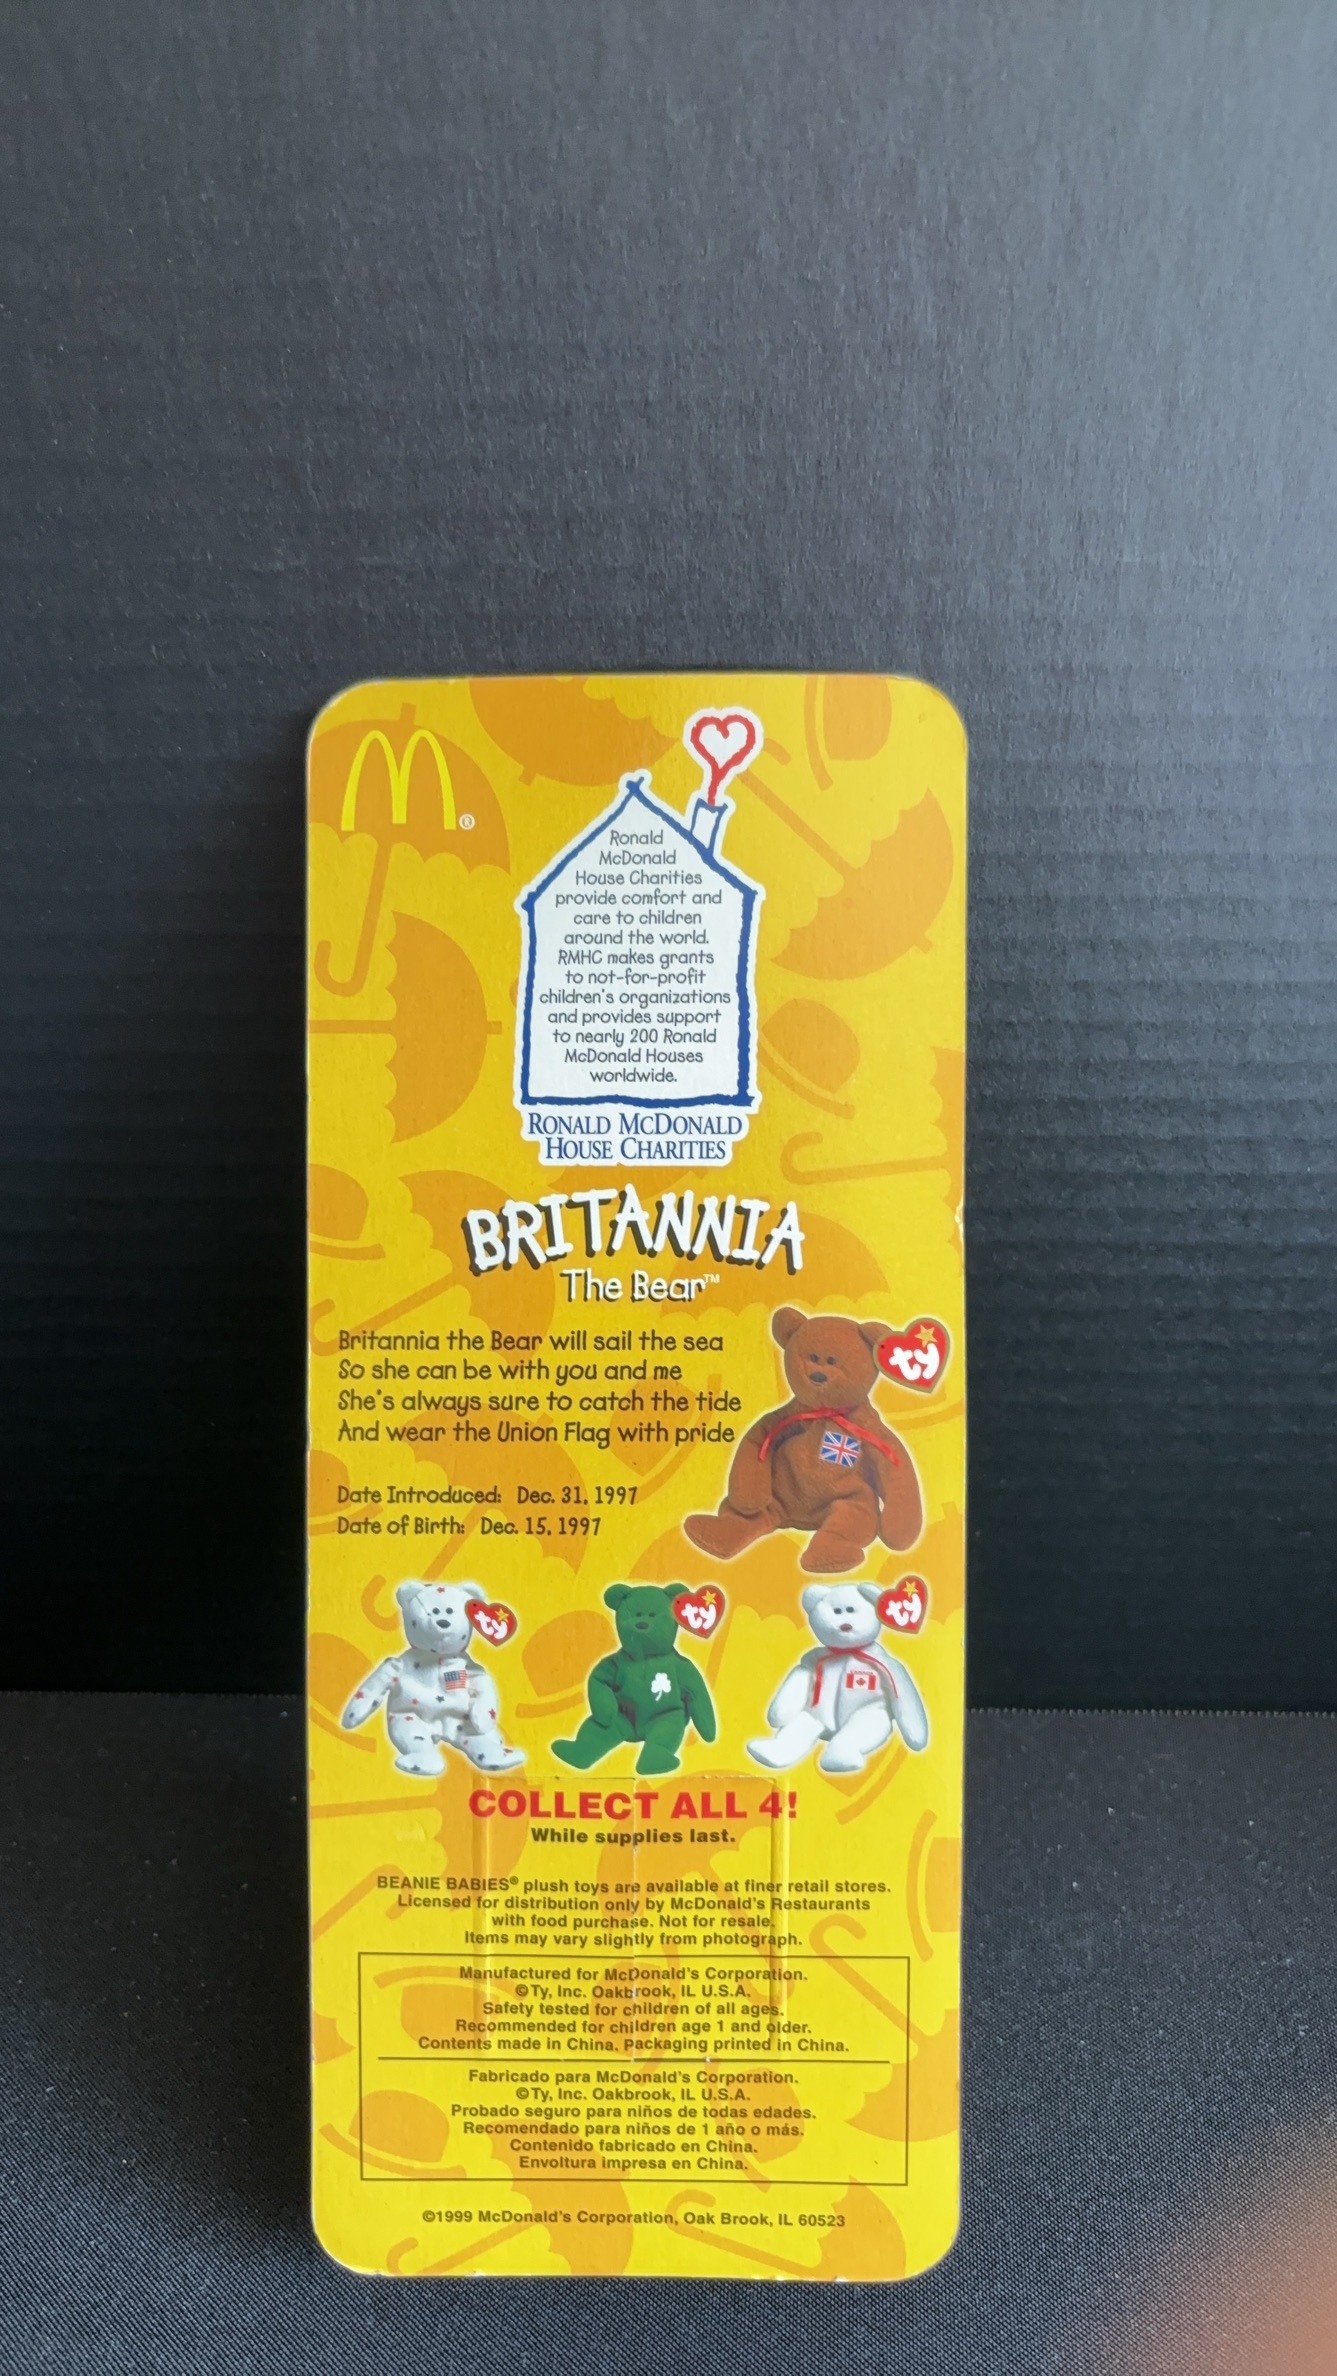 M®
Ronald
McDonald
House Charities
provide comfort and
care to children
around the world.
RMHC makes grants
to not-for-profit
children's organizations
and provides support
to nearly 200 Ronald
McDonald Houses
worldwide.
RONALD McDONALD
HOUSE CHARITIES
BRITANNIA
The Bear™
Britannia the Bear will sail the sea
So she can be with you and me
She's always sure to catch the tide
And wear the Union Flag with pride
ty
Date Introduced: Dec. 31, 1997
Date of Birth: Dec. 15, 1997
ty
ty
ty
COLLECT ALL 4!
While supplies last.
BEANIE BABIES® plush toys are available at finer retail stores.
Licensed for distribution only by McDonald's Restaurants
with food purchase. Not for resale.
Items may vary slightly from photograph.
Manufactured for McDonald's Corporation.
©Ty, Inc. Oakbrook, IL U.S.A.
Safety tested for children of all ages.
Recommended for children age 1 and older.
Contents made in China. Packaging printed in China.
Fabricado para McDonald's Corporation.
©Ty, Inc. Oakbrook, IL U.S.A.
Probado seguro para niños de todas edades.
Recomendado para niños de 1 año o más.
Contenido fabricado en China.
Envoltura impresa en China.
©1999 McDonald's Corporation, Oak Brook, IL 60523